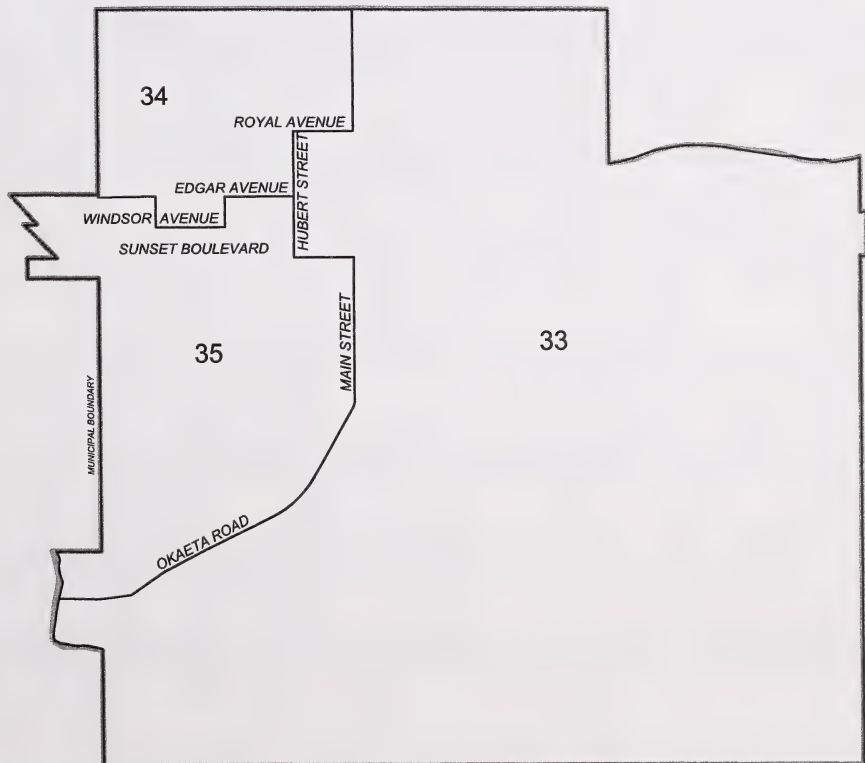 34
ROYAL AVENUE
HUBERT STREET
EDGAR AVENUE
WINDSOR AVENUE
SUNSET BOULEVARD
35
MAIN STREET
33
MUNICIPAL BOUNDARY
OKAETA ROAD